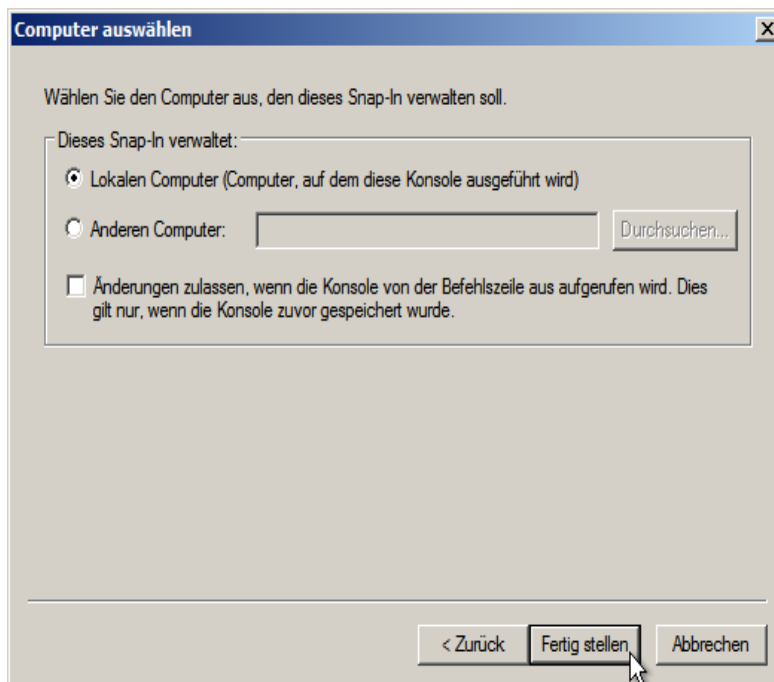 Computer auswählen
Wählen Sie den Computer aus, den dieses Snap-In verwalten soll.
Dieses Snap-In verwaltet:
Lokalen Computer (Computer, auf dem diese Konsole ausgeführt wird)
Anderen Computer:
Durchsuchen...
Änderungen zulassen, wenn die Konsole von der Befehlszeile aus aufgerufen wird. Dies
gilt nur, wenn die Konsole zuvor gespeichert wurde.
< Zurück
Fertig stellen
Abbrechen